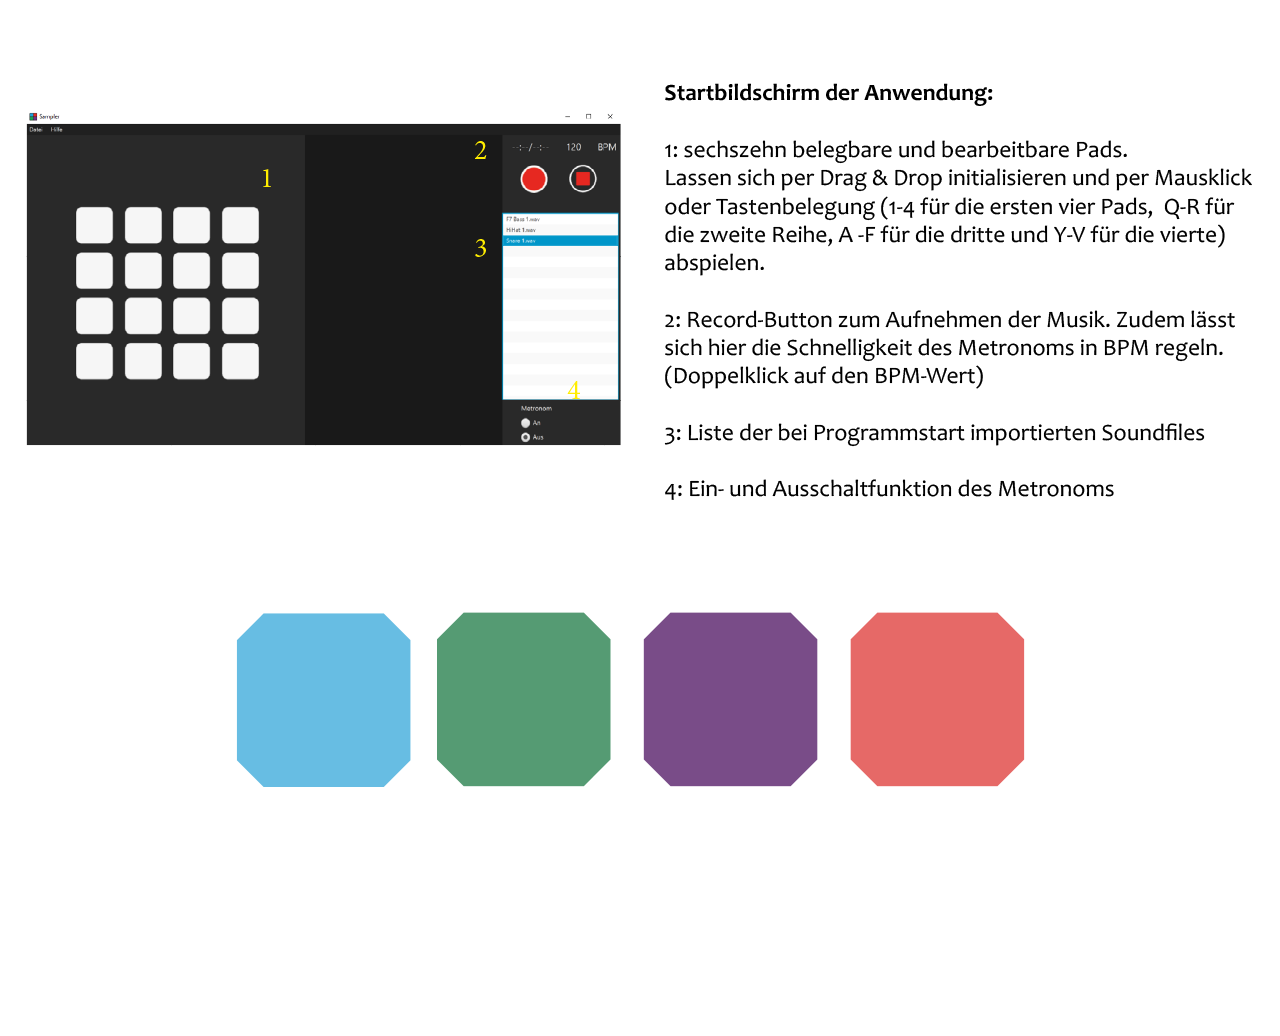 Sampler
Datei Hilfe
1
2
3
4
--:--/--:-- 120 BPM
F7 Bass 1.wav
HiHat 1.wav
Snare 1.wav
Metronom
An
Aus
Startbildschirm der Anwendung:
1: sechszehn belegbare und bearbeitbare Pads.
Lassen sich per Drag & Drop initialisieren und per Mausklick
oder Tastenbelegung (1-4 für die ersten vier Pads, Q-R für
die zweite Reihe, A -F für die dritte und Y-V für die vierte)
abspielen.
2: Record-Button zum Aufnehmen der Musik. Zudem lässt
sich hier die Schnelligkeit des Metronoms in BPM regeln.
(Doppelklick auf den BPM-Wert)
3: Liste der bei Programmstart importierten Soundfiles
4: Ein- und Ausschaltfunktion des Metronoms